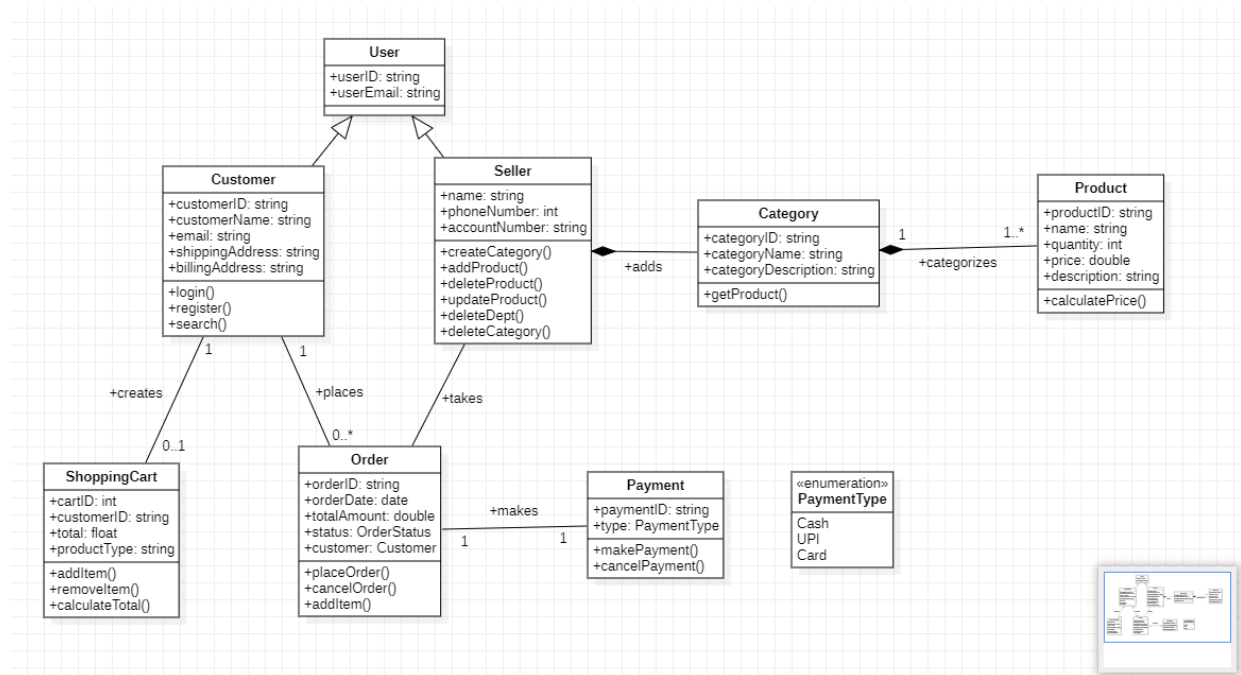 User
+userID: string
+userEmail: string
Customer
+customerID: string
+customerName: string
+email: string
+shippingAddress: string
+billingAddress: string
+login()
+register()
+search()
Seller
+name: string
+phoneNumber: int
+accountNumber: string
+createCategory()
+addProduct()
+deleteProduct()
+updateProduct()
+deleteDept()
+deleteCategory()
+adds
Category
+categoryID: string
+categoryName: string
+categoryDescription: string
+getProduct()
1
1..*
+categorizes
Product
+productID: string
+name: string
+quantity: int
+price: double
+description: string
+calculatePrice()
1
+creates
0..1
1
+places
0..*
+takes
ShoppingCart
+cartID: int
+customerID: string
+total: float
+productType: string
+addItem()
+removeItem()
+calculateTotal()
Order
+orderID: string
+orderDate: date
+totalAmount: double
+status: OrderStatus
+customer: Customer
+placeOrder()
+cancelOrder()
+addItem()
+makes
1
1
Payment
+paymentID: string
+type: PaymentType
+makePayment()
+cancelPayment()
«enumeration»
PaymentType
Cash
UPI
Card